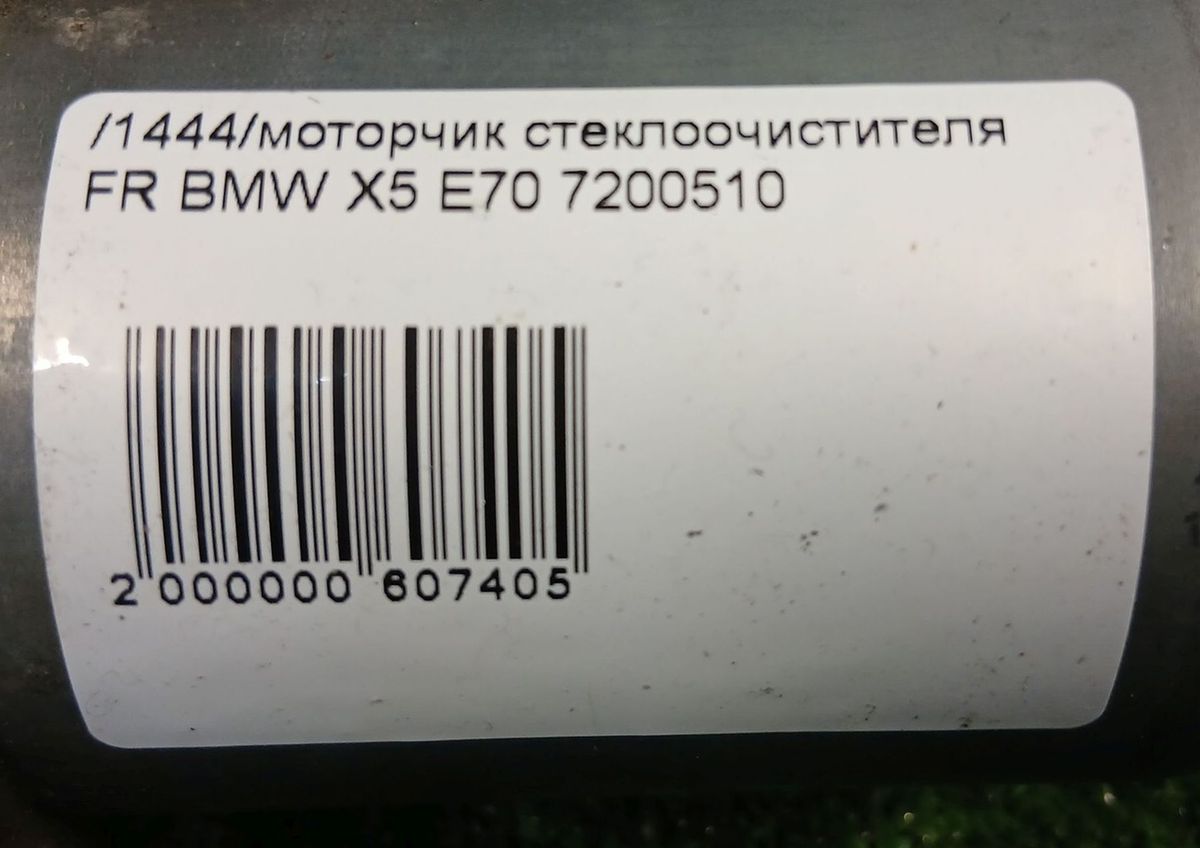 /1444/моторчик стеклоочистителя
FR BMW X5 E70 7200510
2 000000 607405